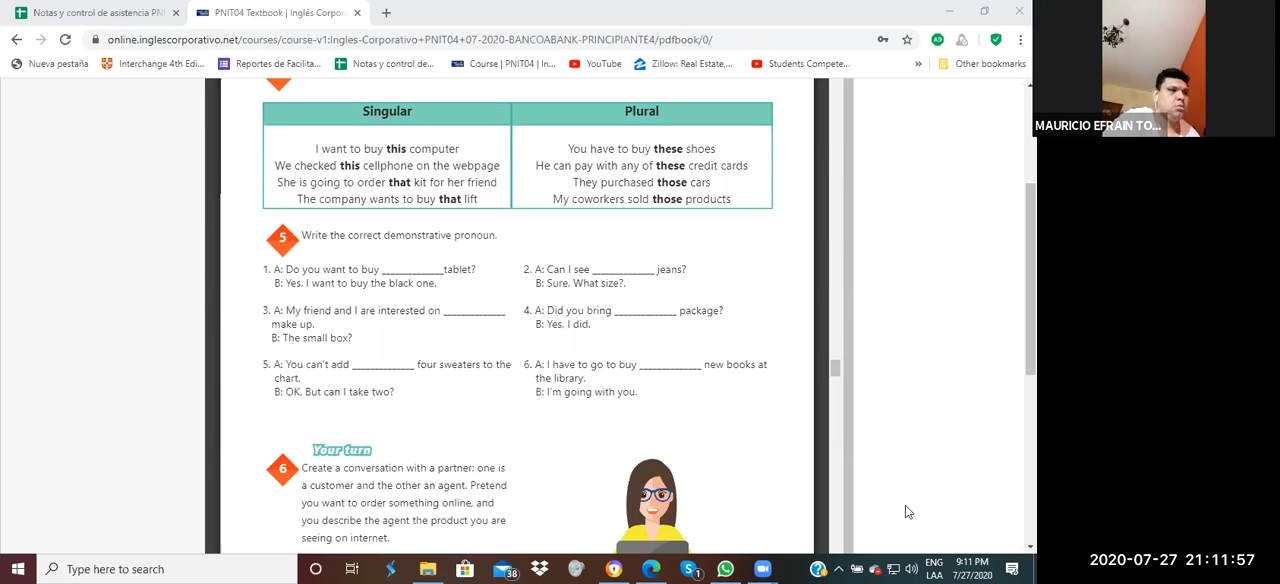 Notas y control de asistencia PNI
PNIT04 Textbook | Inglés Corpora
online.inglescorporativo.net/courses/course-v1:Ingles-Corporativo+PNIT04+07-2020-BANCOABANK-PRINCIPIANTE4/pdfbook/0/
Nueva pestaña
Interchange 4th Edi...
Reportes de Facilita...
Notas y control de...
Course | PNIT04 | In...
YouTube
Zillow: Real Estate,...
Students Compete...
»
Other bookmarks
MAURICIO EFRAIN TO...
Singular
Plural
I want to buy this computer
You have to buy these shoes
We checked this cellphone on the webpage
He can pay with any of these credit cards
She is going to order that kit for her friend
They purchased those cars
The company wants to buy that lift
My coworkers sold those products
5
Write the correct demonstrative pronoun.
1. A: Do you want to buy ______________tablet?
B: Yes. I want to buy the black one.
2. A: Can I see ______________ jeans?
B: Sure. What size?.
3. A: My friend and I are interested on ______________
make up.
B: The small box?
4. A: Did you bring ______________ package?
B: Yes, I did.
5. A: You can't add ______________ four sweaters to the
chart.
B: OK. But can I take two?
6. A: I have to go to buy ______________ new books at
the library.
B: I'm going with you.
Your turn
6
Create a conversation with a partner: one is
a customer and the other an agent. Pretend
you want to order something online, and
you describe the agent the product you are
seeing on internet.
Type here to search
38
1
ENG
LAA
9:11 PM
7/27/2020
2020-07-27 21:11:57